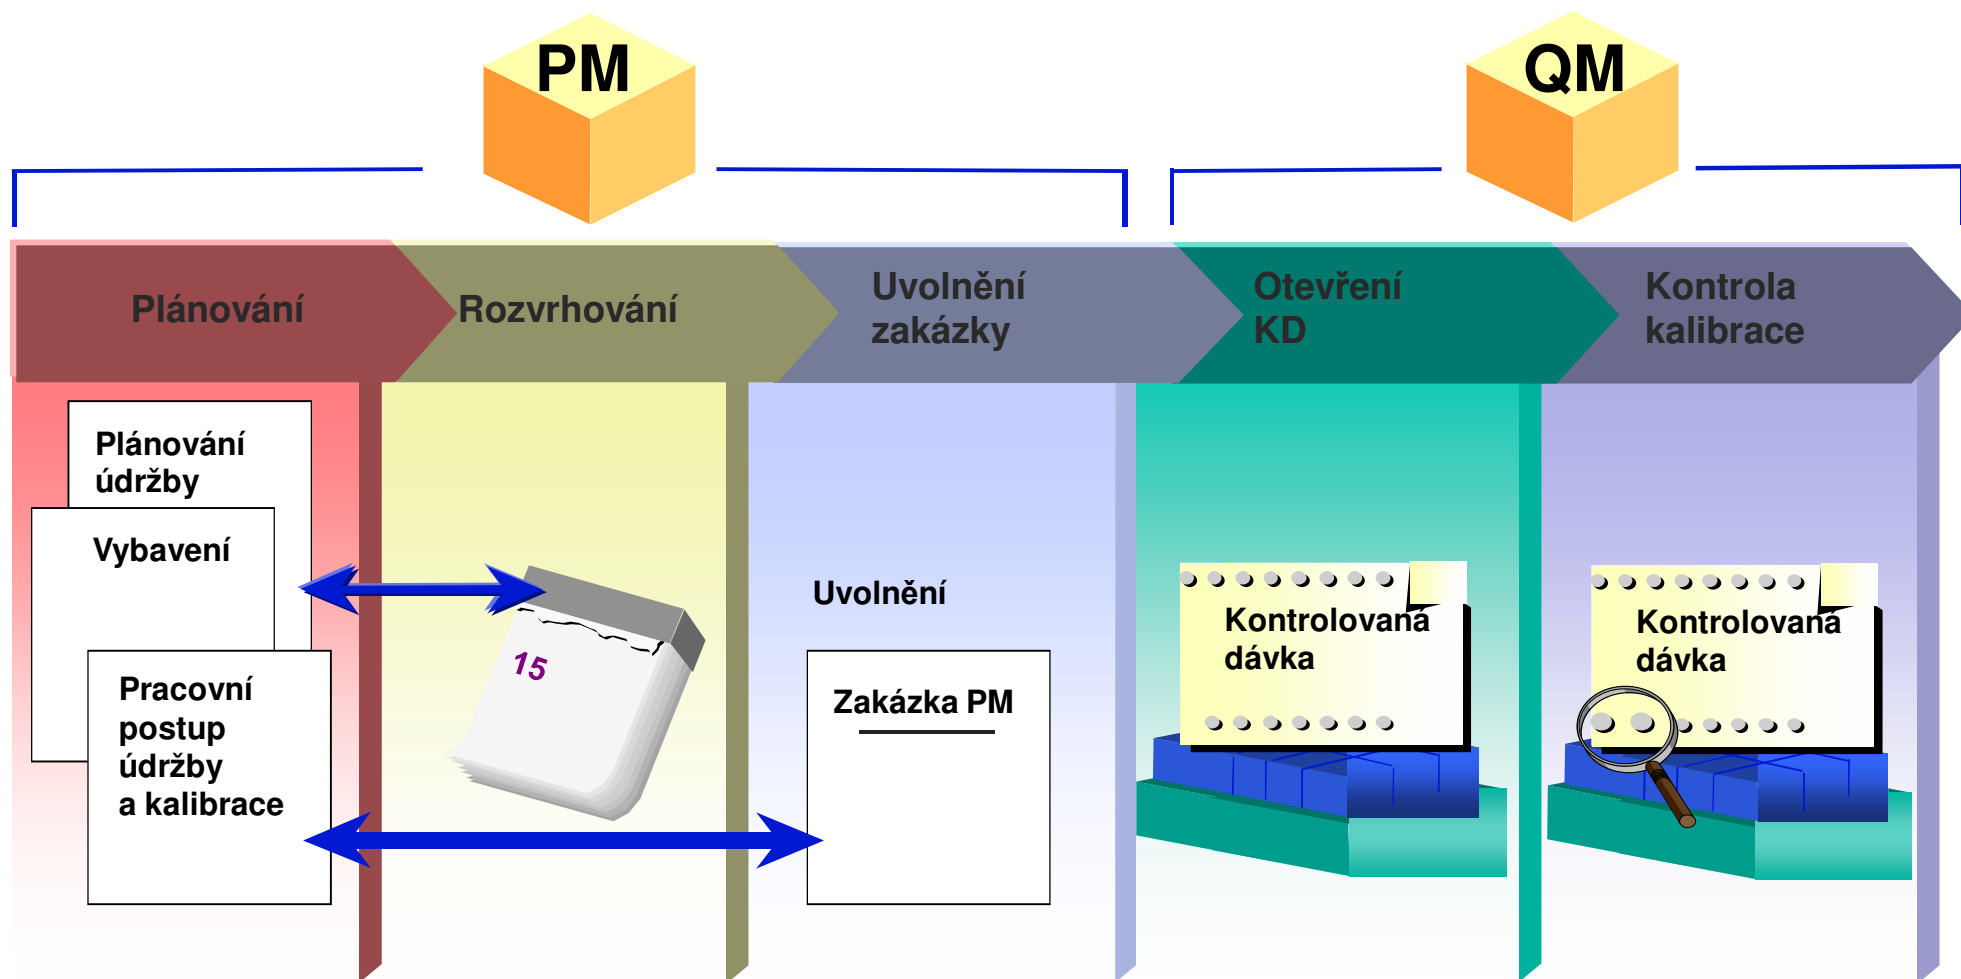 PM
QM
Plánování
Rozvrhování
Uvolnění
zakázky
Otevření
KD
Kontrola
kalibrace
Plánování
údržby
Vybavení
Pracovní
postup
údržby
a kalibrace
15
Uvolnění
Zakázka PM
Kontrolovaná
dávka
Kontrolovaná
dávka